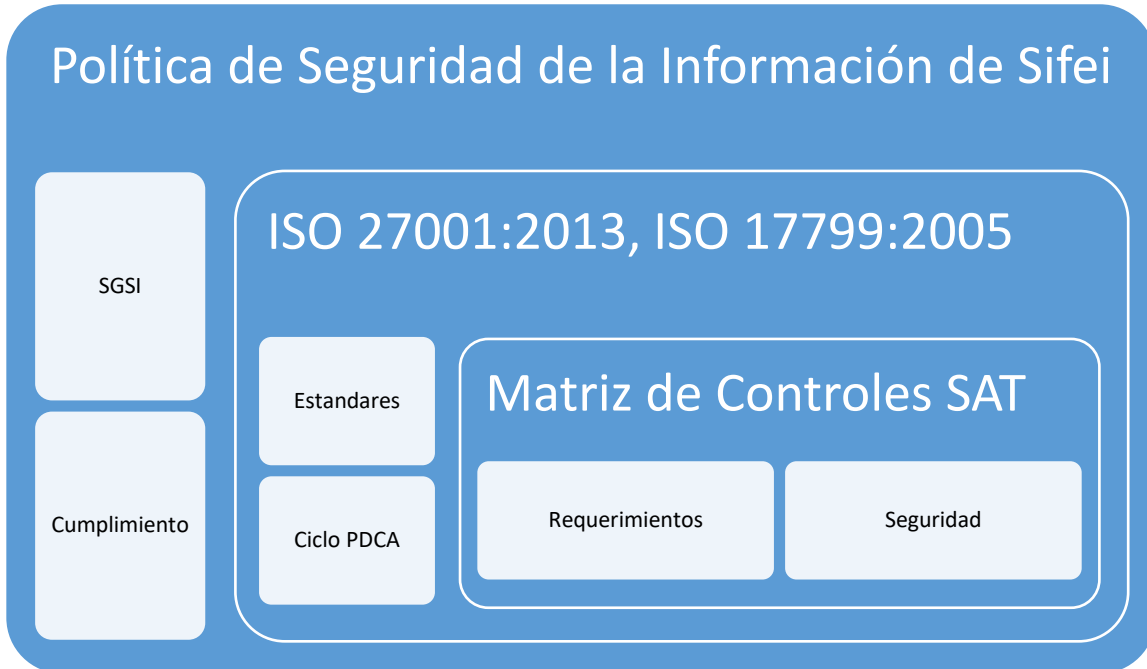 Política de Seguridad de la Información de Sifei
SGSI
Cumplimiento
ISO 27001:2013, ISO 17799:2005
Estandares
Ciclo PDCA
Matriz de Controles SAT
Requerimientos
Seguridad